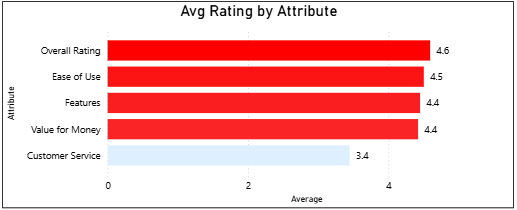 Avg Rating by Attribute
Attribute
Overall Rating 4.6
Ease of Use 4.5
Features 4.4
Value for Money 4.4
Customer Service 3.4
0 2 4
Average